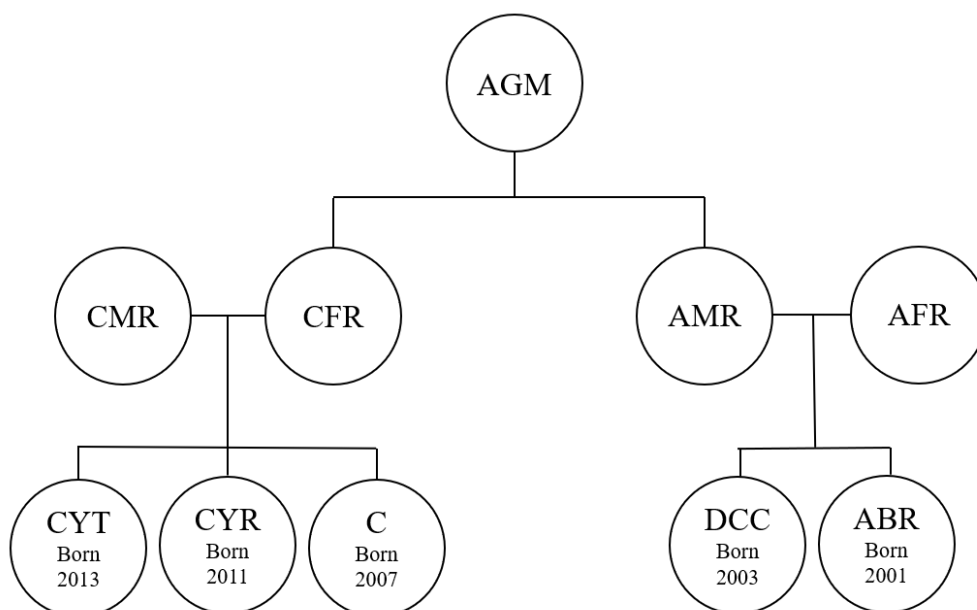 AGM
CMR
CFR
AMR
AFR
CYT
Born
2013
CYR
Born
2011
C
Born
2007
DCC
Born
2003
ABR
Born
2001